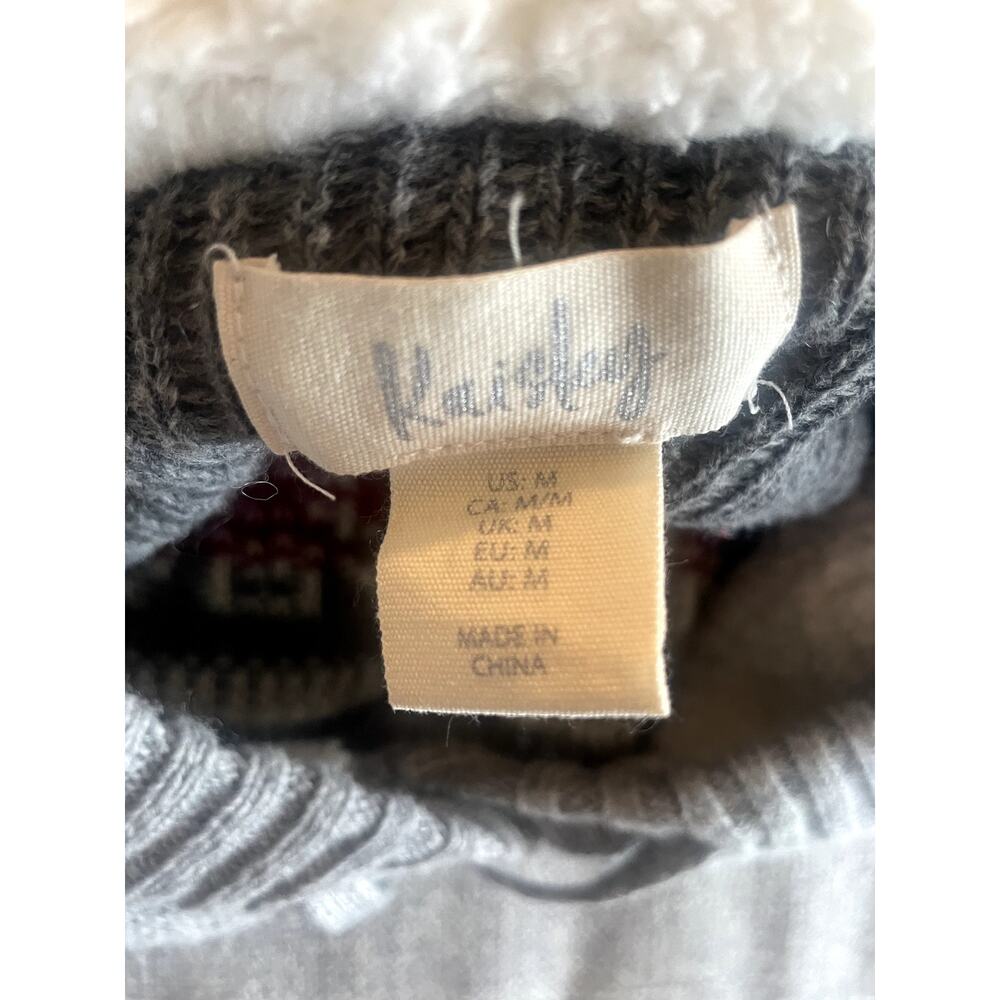 Kaisley
US: M
CA: M/M
UK: M
EU: M
AU: M
MADE IN
CHINA